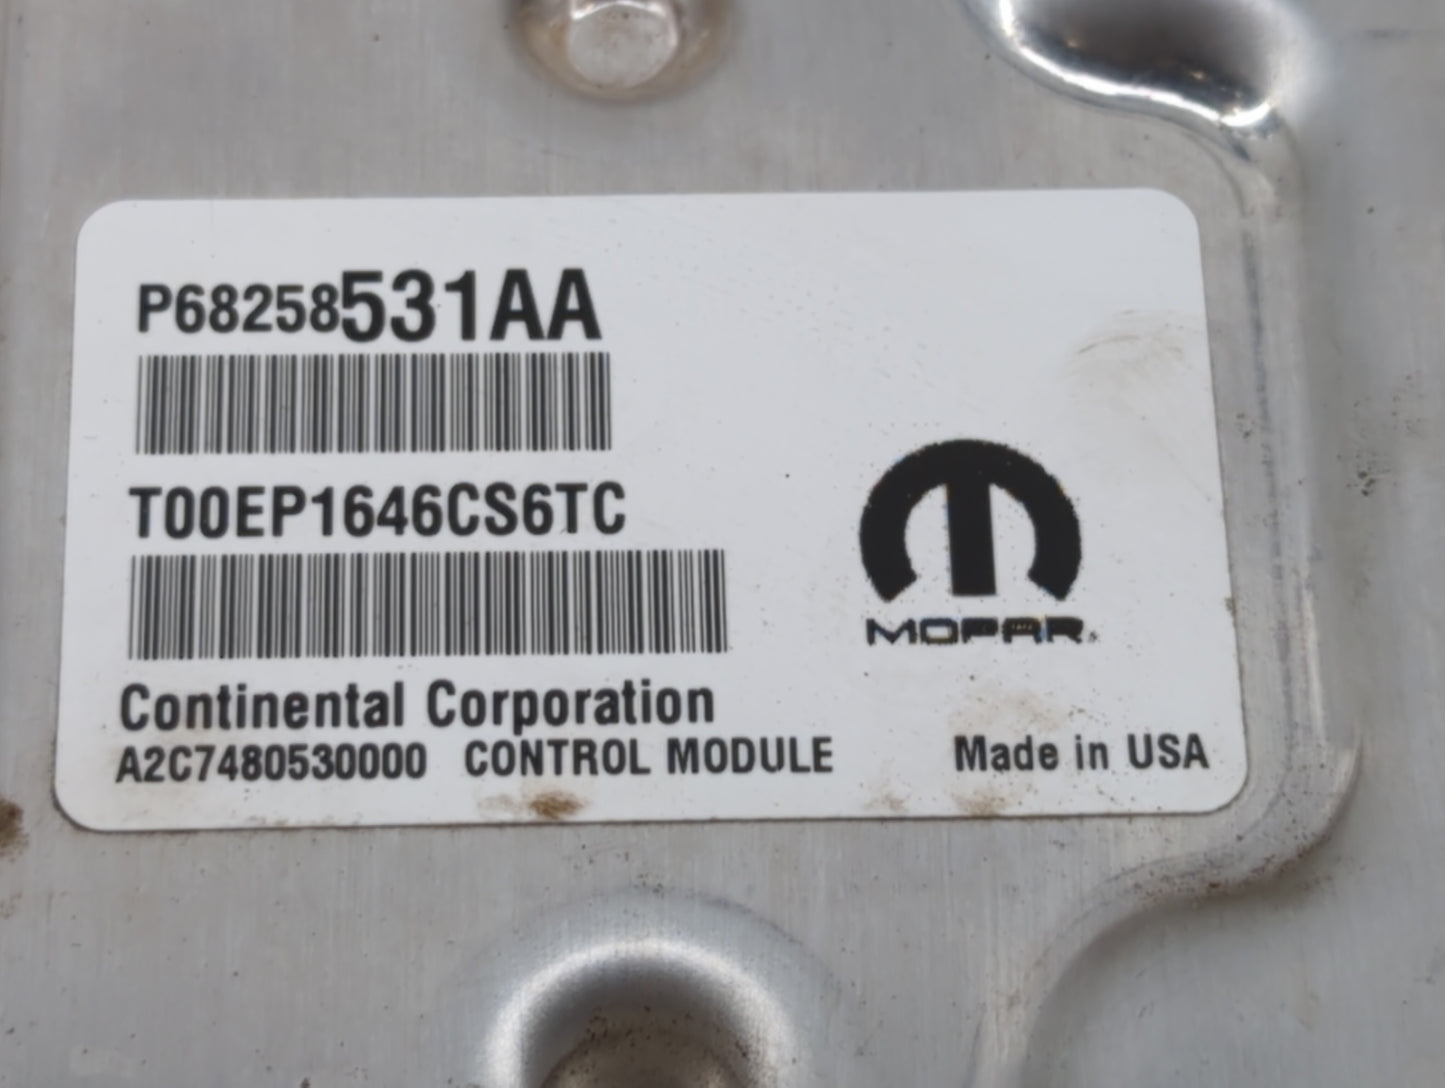 P68258531AA
T00EP1646CS6TC
MOPAR
Continental Corporation
A2C7480530000 CONTROL MODULE Made in USA